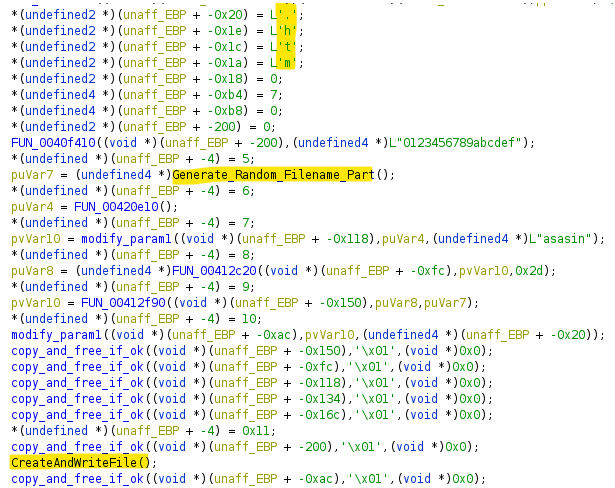 *(undefined2 *)(unaff_EBP + -0x20) = L'.';
*(undefined2 *)(unaff_EBP + -0x1e) = L'h';
*(undefined2 *)(unaff_EBP + -0x1c) = L't';
*(undefined2 *)(unaff_EBP + -0x1a) = L'm';
*(undefined2 *)(unaff_EBP + -0x18) = 0;
*(undefined4 *)(unaff_EBP + -0xb4) = 7;
*(undefined4 *)(unaff_EBP + -0xb8) = 0;
*(undefined2 *)(unaff_EBP + -200) = 0;
FUN_0040f410((void *)(unaff_EBP + -200),(undefined4 *)L"0123456789abcdef");
*(undefined *)(unaff_EBP + -4) = 5;
puVar7 = (undefined4 *)Generate_Random_Filename_Part();
*(undefined *)(unaff_EBP + -4) = 6;
puVar4 = FUN_00420e10();
*(undefined *)(unaff_EBP + -4) = 7;
pvVar10 = modify_param1((void *)(unaff_EBP + -0x118),puVar4,(undefined4 *)L"asasin");
*(undefined *)(unaff_EBP + -4) = 8;
puVar8 = (undefined4 *)FUN_00412c20((void *)(unaff_EBP + -0xfc),pvVar10,0x2d);
*(undefined *)(unaff_EBP + -4) = 9;
pvVar10 = FUN_00412f90((void *)(unaff_EBP + -0x150),puVar8,puVar7);
*(undefined *)(unaff_EBP + -4) = 10;
modify_param1((void *)(unaff_EBP + -0xac),pvVar10,(undefined4 *)(unaff_EBP + -0x20));
copy_and_free_if_ok((void *)(unaff_EBP + -0x150),'\x01',(void *)0x0);
copy_and_free_if_ok((void *)(unaff_EBP + -0xfc),'\x01',(void *)0x0);
copy_and_free_if_ok((void *)(unaff_EBP + -0x118),'\x01',(void *)0x0);
copy_and_free_if_ok((void *)(unaff_EBP + -0x134),'\x01',(void *)0x0);
copy_and_free_if_ok((void *)(unaff_EBP + -0x16c),'\x01',(void *)0x0);
*(undefined *)(unaff_EBP + -4) = 0x11;
copy_and_free_if_ok((void *)(unaff_EBP + -200),'\x01',(void *)0x0);
CreateAndWriteFile();
copy_and_free_if_ok((void *)(unaff_EBP + -0xac),'\x01',(void *)0x0);